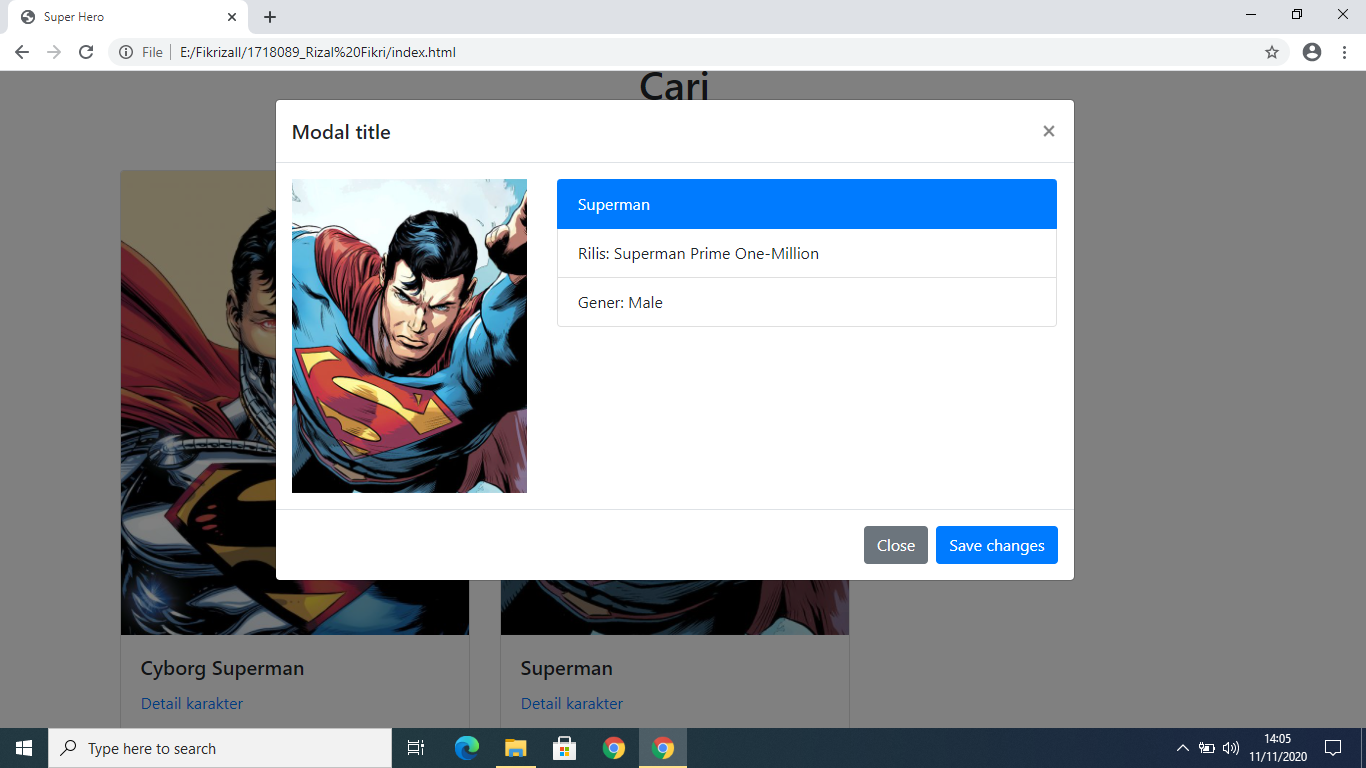 Super Hero
File
E:/Fikrizall/1718089_Rizal%20Fikri/index.html
Cari
Modal title
Superman
Rilis: Superman Prime One-Million
Gener: Male
Close
Save changes
Cyborg Superman
Superman
Detail karakter
Detail karakter
Type here to search
14:05
11/11/2020